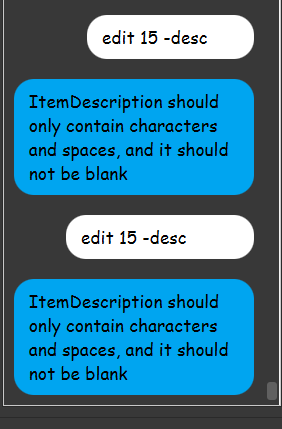 edit 15 -desc
ItemDescription should
only contain characters
and spaces, and it should
not be blank
edit 15 -desc
ItemDescription should
only contain characters
and spaces, and it should
not be blank